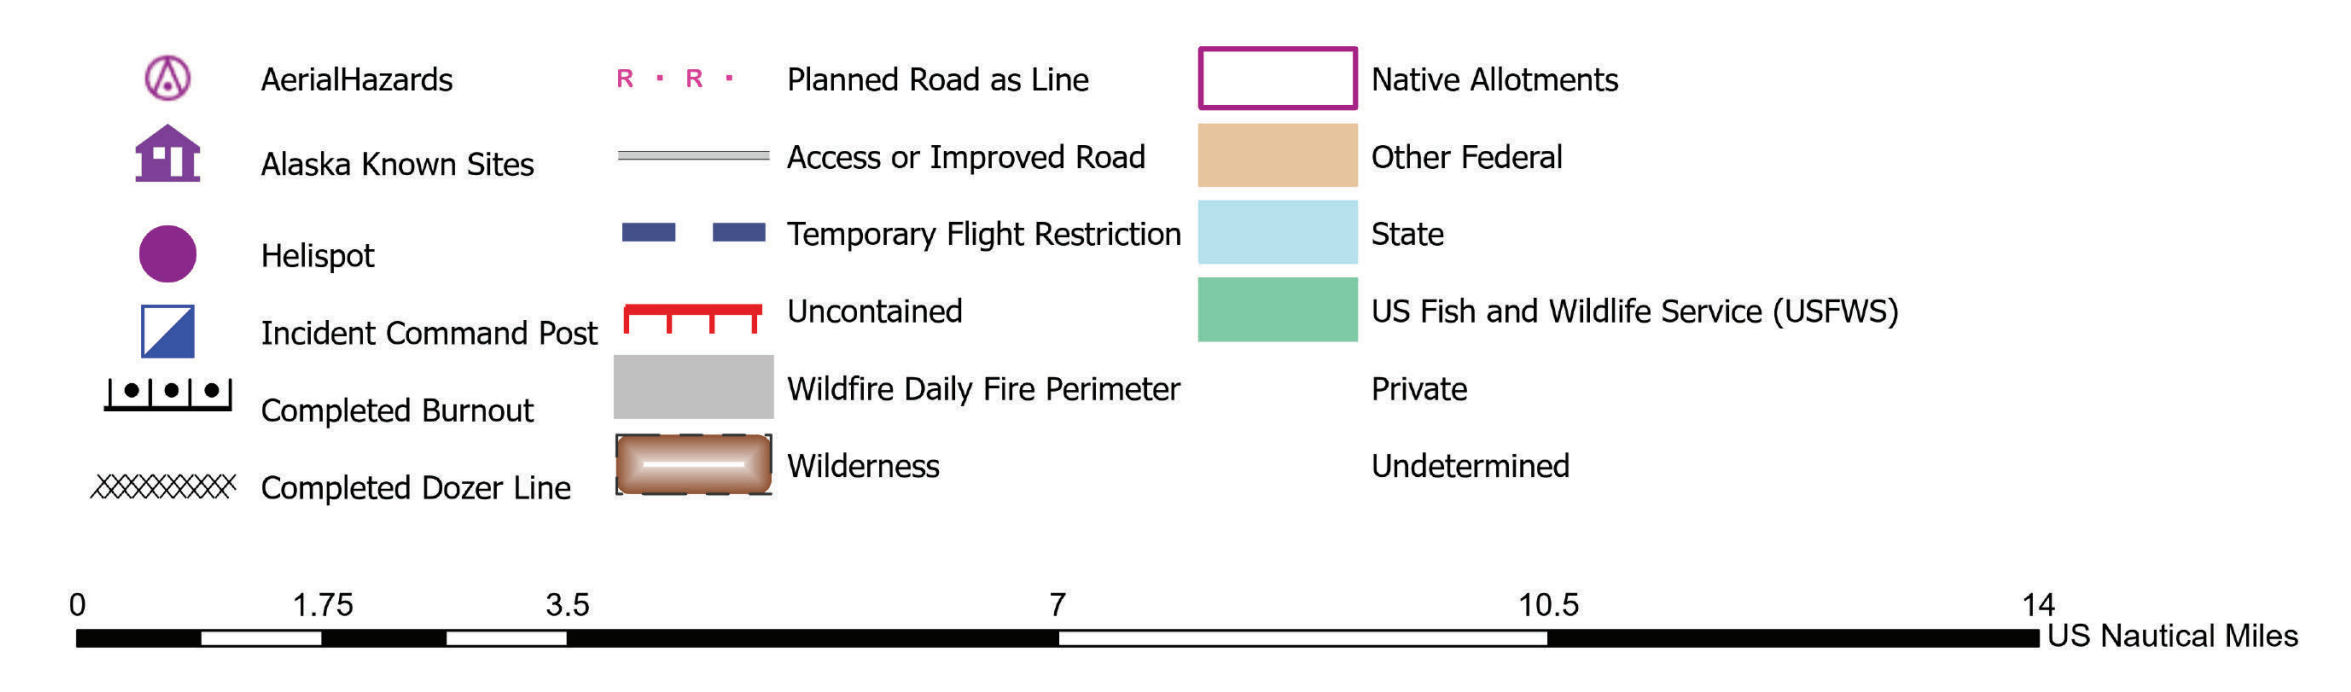 AerialHazards
Alaska Known Sites
Helispot
Incident Command Post
Completed Burnout
Completed Dozer Line
R · R · Planned Road as Line
Access or Improved Road
Temporary Flight Restriction
Uncontained
Wildfire Daily Fire Perimeter
Wilderness
Native Allotments
Other Federal
State
US Fish and Wildlife Service (USFWS)
Private
Undetermined
0 1.75 3.5 7 10.5 14
US Nautical Miles